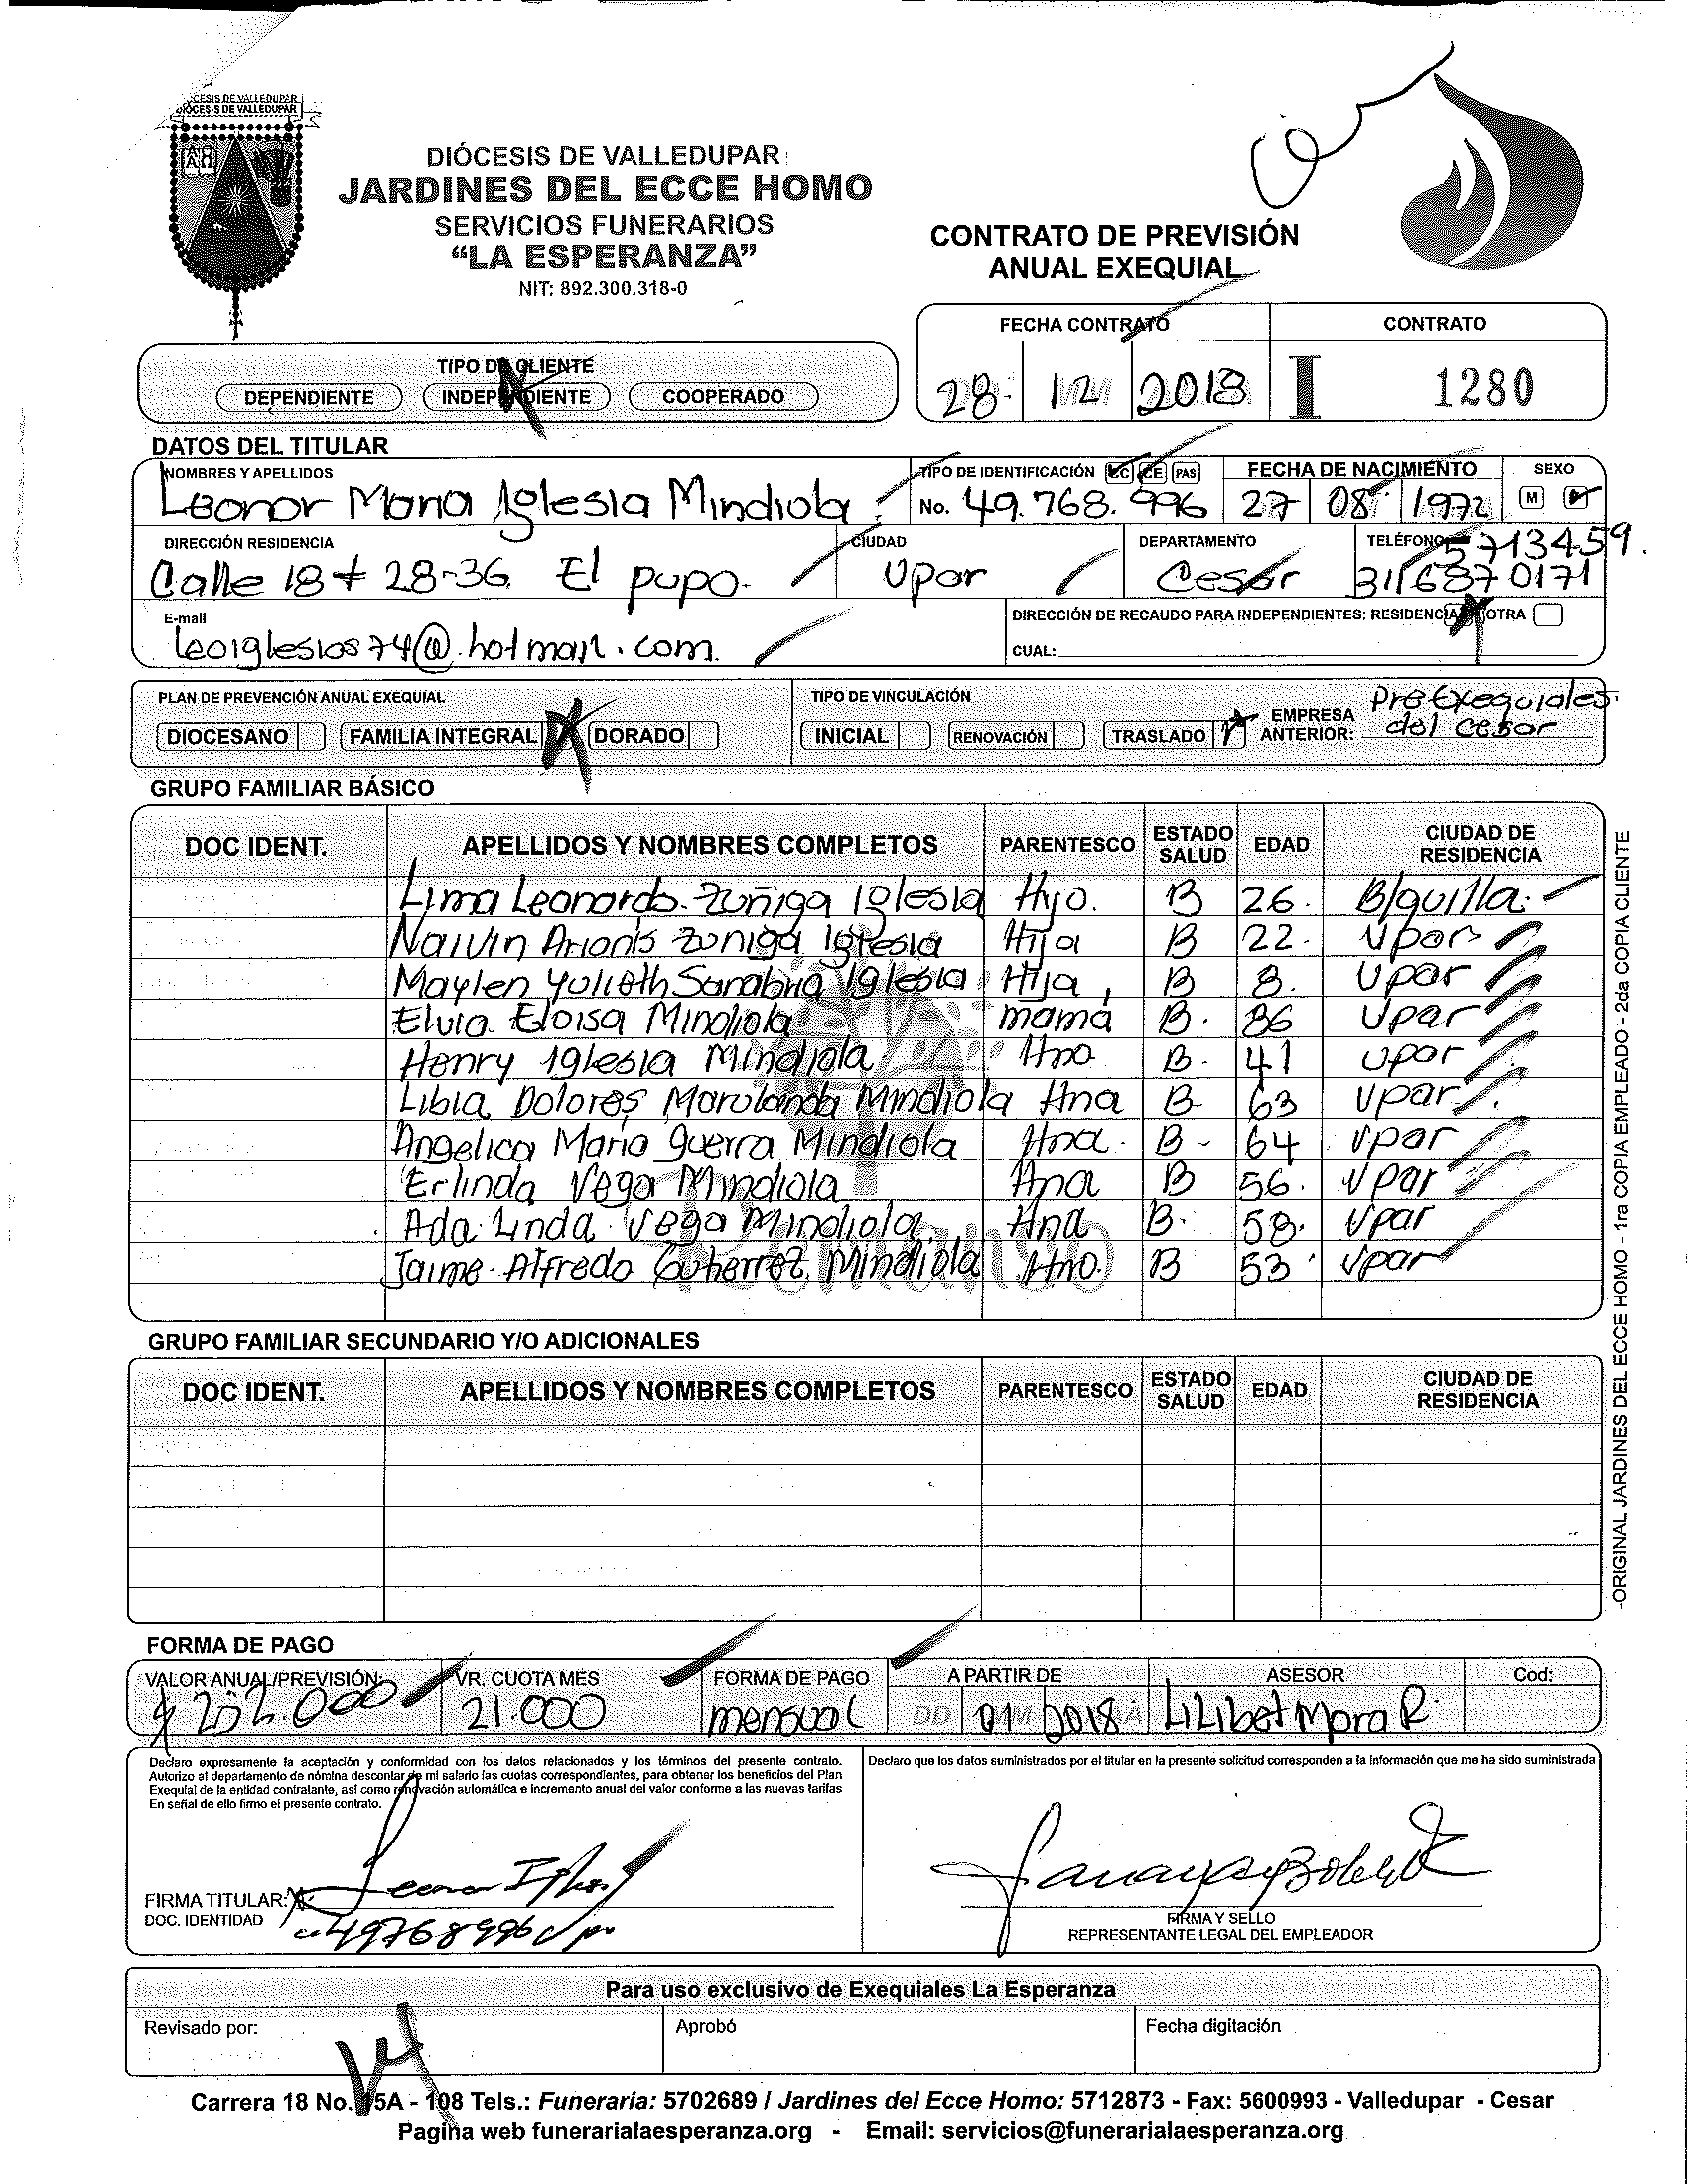 DIÓCESIS DE VALLEDUPAR
DIÓCESIS DE VALLEDUPAR
JARDINES DEL ECCE HOMO
SERVICIOS FUNERARIOS
“LA ESPERANZA”
NIT: 892.300.318-0
CONTRATO DE PREVISIÓN
ANUAL EXEQUIAL
FECHA CONTRATO CONTRATO
28 12 2018 I 1280
TIPO DE CLIENTE
DEPENDIENTE INDEPENDIENTE COOPERADO
DATOS DEL TITULAR
NOMBRES Y APELLIDOS TIPO DE IDENTIFICACIÓN CC CE PAS FECHA DE NACIMIENTO SEXO
Leonor Maria Iglesia Mindiola No. 49.768.996 27 08 1972 M
DIRECCIÓN RESIDENCIA CIUDAD DEPARTAMENTO TELÉFONO 5713459.
Calle 18 # 28-36 El pupo. Vpar Cesar 3116870171
E-mail DIRECCIÓN DE RECAUDO PARA INDEPENDIENTES: RESIDENCIA OTRA
leoiglesias74@hotmail.com. CUAL:
PLAN DE PREVENCIÓN ANUAL EXEQUIAL TIPO DE VINCULACIÓN
DIOCESANO FAMILIA INTEGRAL DORADO INICIAL RENOVACIÓN TRASLADO EMPRESA ANTERIOR: PreExequiales del Cesar
GRUPO FAMILIAR BÁSICO
DOC IDENT. APELLIDOS Y NOMBRES COMPLETOS PARENTESCO ESTADO SALUD EDAD CIUDAD DE RESIDENCIA
Lima Leonardo Zuñiga Iglesia Hijo. B 26. B/quilla.
Naivin Arianis Zuniga Iglesia Hija B 22. Vpar
Maylen Yulieth Sanabria Iglesia Hija B 8. Vpar
Elvia Eloisa Mindiola mamá B. 86 Vpar
Henry Iglesia Mindiola Hno B. 41 Vpar
Libia Dolores Marulanda Mindiola Hna B 63 Vpar
Angelica Maria guerra Mindiola Hna. B - 64 Vpar
Erlinda Vega Mindiola Hna B 56. Vpar
Ada Linda Vega Mindiola Hna B. 58. Vpar
Jaime Alfredo Gutierrez Mindiola Hno. B 53 Vpar
GRUPO FAMILIAR SECUNDARIO Y/O ADICIONALES
DOC IDENT. APELLIDOS Y NOMBRES COMPLETOS PARENTESCO ESTADO SALUD EDAD CIUDAD DE RESIDENCIA
-ORIGINAL JARDINES DEL ECCE HOMO - 1ra COPIA EMPLEADO - 2da COPIA CLIENTE
FORMA DE PAGO
VALOR ANUAL/PREVISIÓN: VR. CUOTA MES FORMA DE PAGO A PARTIR DE ASESOR Cod:
$ 252.000 21.000 mensual DD 01 2018 Lilibet Mora R.
Declaro expresamente la aceptación y conformidad con los datos relacionados y los términos del presente contrato.
Autorizo al departamento de nómina descontar de mi salario las cuotas correspondientes, para obtener los beneficios del Plan
Exequial de la entidad contratante, así como renovación automática e incremento anual del valor conforme a las nuevas tarifas
En señal de ello firmo el presente contrato.
Declaro que los datos suministrados por el titular en la presente solicitud corresponden a la información que me ha sido suministrada
FIRMA TITULAR:
DOC. IDENTIDAD 49768996 Vpar
FIRMA Y SELLO
REPRESENTANTE LEGAL DEL EMPLEADOR
Para uso exclusivo de Exequiales La Esperanza
Revisado por: Aprobó Fecha digitación
Carrera 18 No. 15A - 108 Tels.: Funeraria: 5702689 / Jardines del Ecce Homo: 5712873 - Fax: 5600993 - Valledupar - Cesar
Pagina web funerarialaesperanza.org - Email: servicios@funerarialaesperanza.org